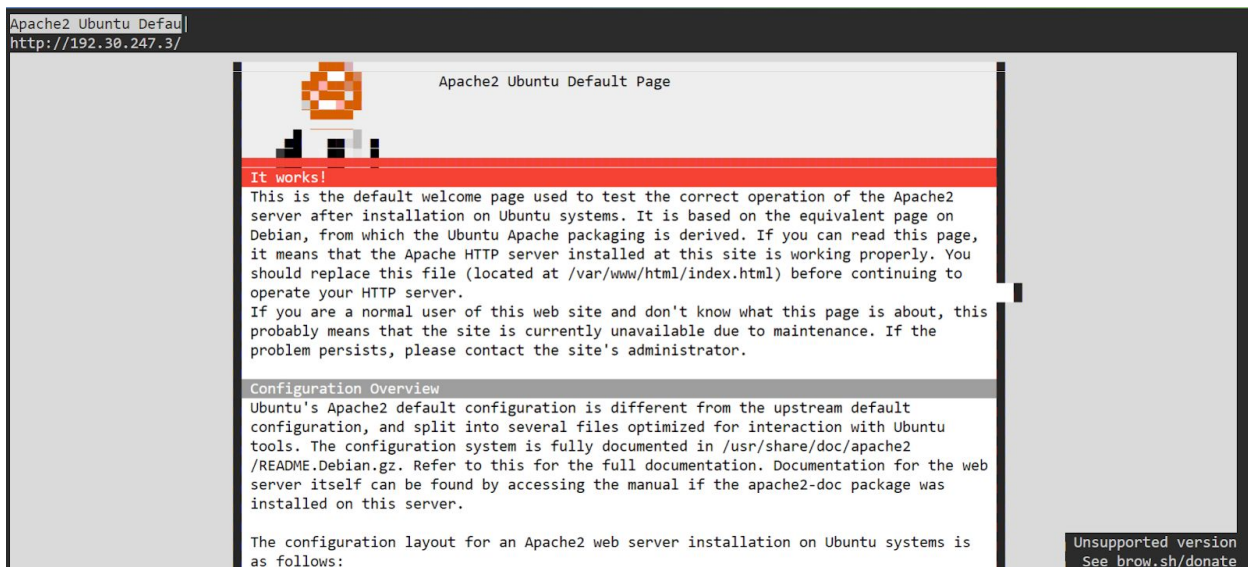 Apache2 Ubuntu Defau
http://192.30.247.3/
Apache2 Ubuntu Default Page
It works!
This is the default welcome page used to test the correct operation of the Apache2
server after installation on Ubuntu systems. It is based on the equivalent page on
Debian, from which the Ubuntu Apache packaging is derived. If you can read this page,
it means that the Apache HTTP server installed at this site is working properly. You
should replace this file (located at /var/www/html/index.html) before continuing to
operate your HTTP server.
If you are a normal user of this web site and don't know what this page is about, this
probably means that the site is currently unavailable due to maintenance. If the
problem persists, please contact the site's administrator.
Configuration Overview
Ubuntu's Apache2 default configuration is different from the upstream default
configuration, and split into several files optimized for interaction with Ubuntu
tools. The configuration system is fully documented in /usr/share/doc/apache2
/README.Debian.gz. Refer to this for the full documentation. Documentation for the web
server itself can be found by accessing the manual if the apache2-doc package was
installed on this server.
The configuration layout for an Apache2 web server installation on Ubuntu systems is
as follows:
Unsupported version
See brow.sh/donate